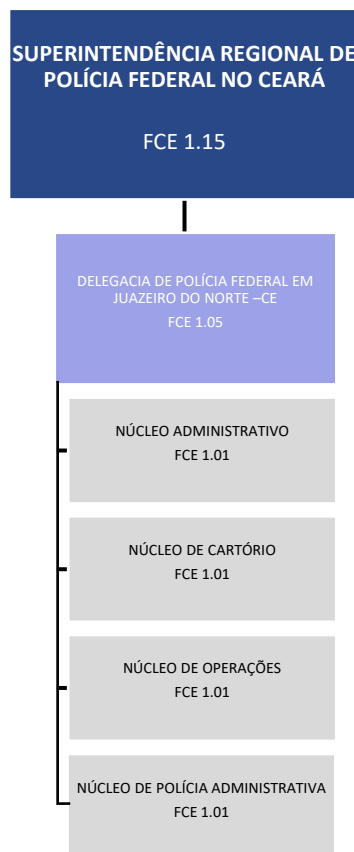 SUPERINTENDÊNCIA REGIONAL DE
POLÍCIA FEDERAL NO CEARÁ
FCE 1.15
DELEGACIA DE POLÍCIA FEDERAL EM
JUAZEIRO DO NORTE –CE
FCE 1.05
NÚCLEO ADMINISTRATIVO
FCE 1.01
NÚCLEO DE CARTÓRIO
FCE 1.01
NÚCLEO DE OPERAÇÕES
FCE 1.01
NÚCLEO DE POLÍCIA ADMINISTRATIVA
FCE 1.01